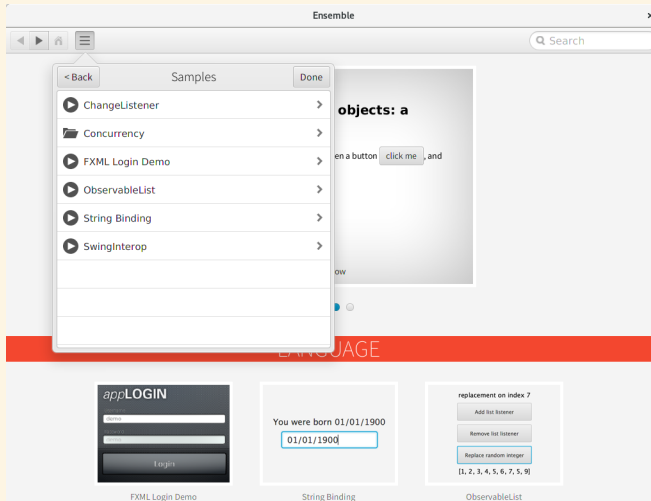 Ensemble
Search
< Back
Samples
Done
ChangeListener
Concurrency
FXML Login Demo
ObservableList
String Binding
SwingInterop
objects: a
en a button click me , and
ow
LANGUAGE
appLOGIN
demo
Login
You were born 01/01/1900
01/01/1900
replacement on index 7
Add list listener
Remove list listener
Replace random integer
[1, 2, 3, 4, 5, 6, 7, 5, 9]
FXML Login Demo
String Binding
ObservableList